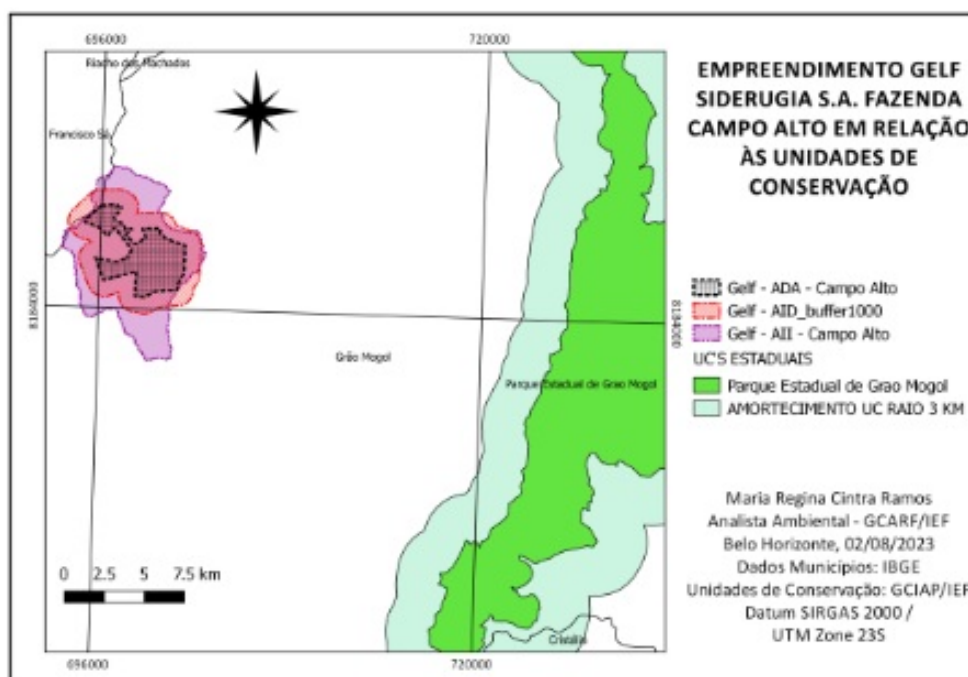 696000
720000
Riacho dos Machados
Francisco Sá
8184000
8184000
Grão Mogol
Parque Estadual de Grao Mogol
0 2.5 5 7.5 km
Cristália
696000
720000
EMPREENDIMENTO GELF
SIDERUGIA S.A. FAZENDA
CAMPO ALTO EM RELAÇÃO
ÀS UNIDADES DE
CONSERVAÇÃO
Gelf - ADA - Campo Alto
Gelf - AID_buffer1000
Gelf - AII - Campo Alto
UC'S ESTADUAIS
Parque Estadual de Grao Mogol
AMORTECIMENTO UC RAIO 3 KM
Maria Regina Cintra Ramos
Analista Ambiental - GCARF/IEF
Belo Horizonte, 02/08/2023
Dados Municípios: IBGE
Unidades de Conservação: GCIAP/IEF
Datum SIRGAS 2000 /
UTM Zone 23S